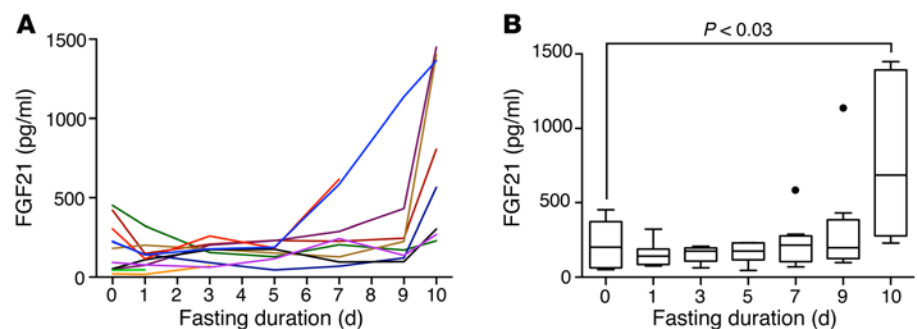 A
1500
1000
500
0
FGF21 (pg/ml)
0 1 2 3 4 5 6 7 8 9 10
Fasting duration (d)
B
P < 0.03
1500
1000
500
0
FGF21 (pg/ml)
0 1 3 5 7 9 10
Fasting duration (d)